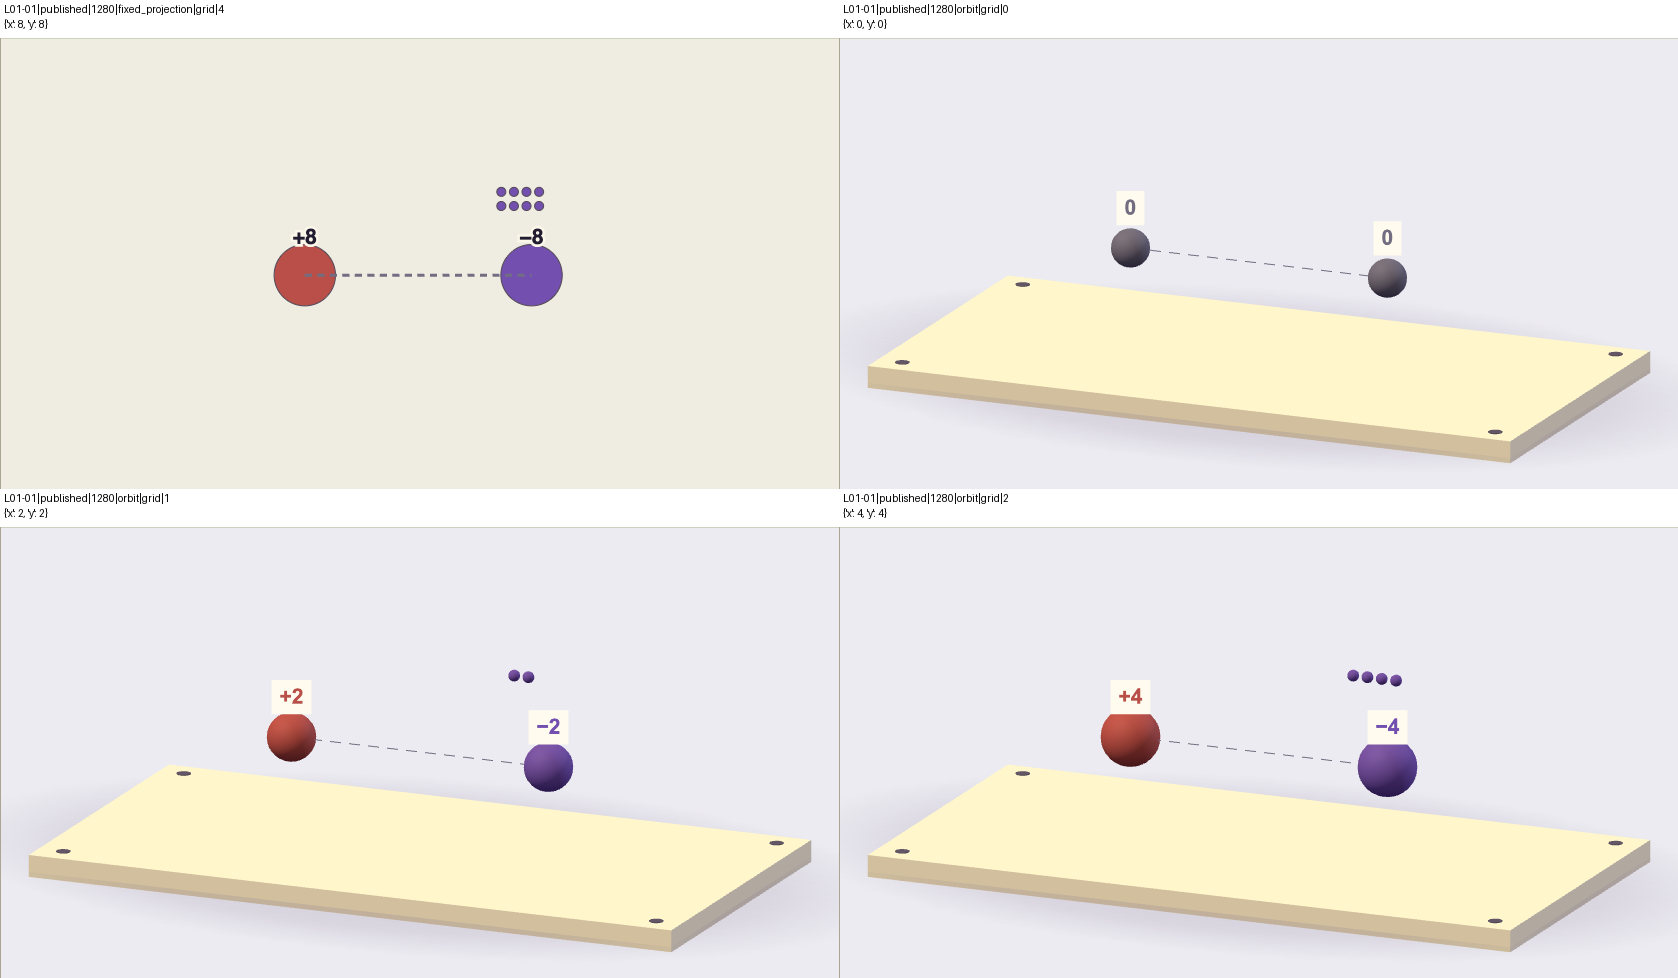 L01-01|published|1280|fixed_projection|grid|4
{'x': 8, 'y': 8}
+8
−8
L01-01|published|1280|orbit|grid|0
{'x': 0, 'y': 0}
0
0
L01-01|published|1280|orbit|grid|1
{'x': 2, 'y': 2}
+2
−2
L01-01|published|1280|orbit|grid|2
{'x': 4, 'y': 4}
+4
−4